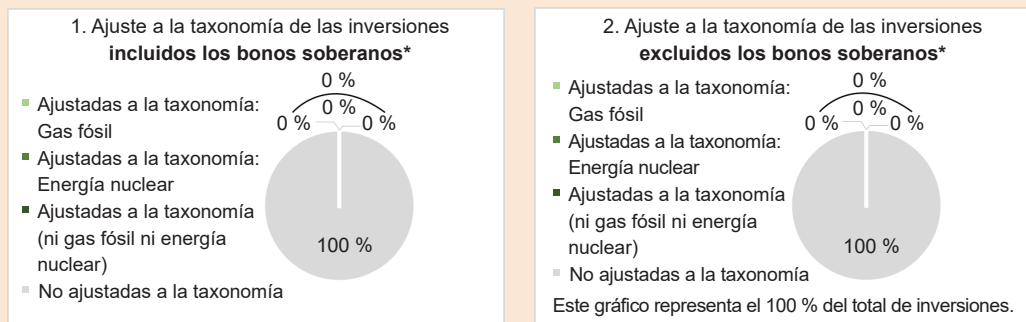 1. Ajuste a la taxonomía de las inversiones
incluidos los bonos soberanos*
0 %
0 %
0 %
0 %
Ajustadas a la taxonomía:
Gas fósil
Ajustadas a la taxonomía:
Energía nuclear
Ajustadas a la taxonomía
(ni gas fósil ni energía
nuclear)
100 %
No ajustadas a la taxonomía
2. Ajuste a la taxonomía de las inversiones
excluidos los bonos soberanos*
0 %
0 %
0 %
0 %
Ajustadas a la taxonomía:
Gas fósil
Ajustadas a la taxonomía:
Energía nuclear
Ajustadas a la taxonomía
(ni gas fósil ni energía
nuclear)
100 %
No ajustadas a la taxonomía
Este gráfico representa el 100 % del total de inversiones.